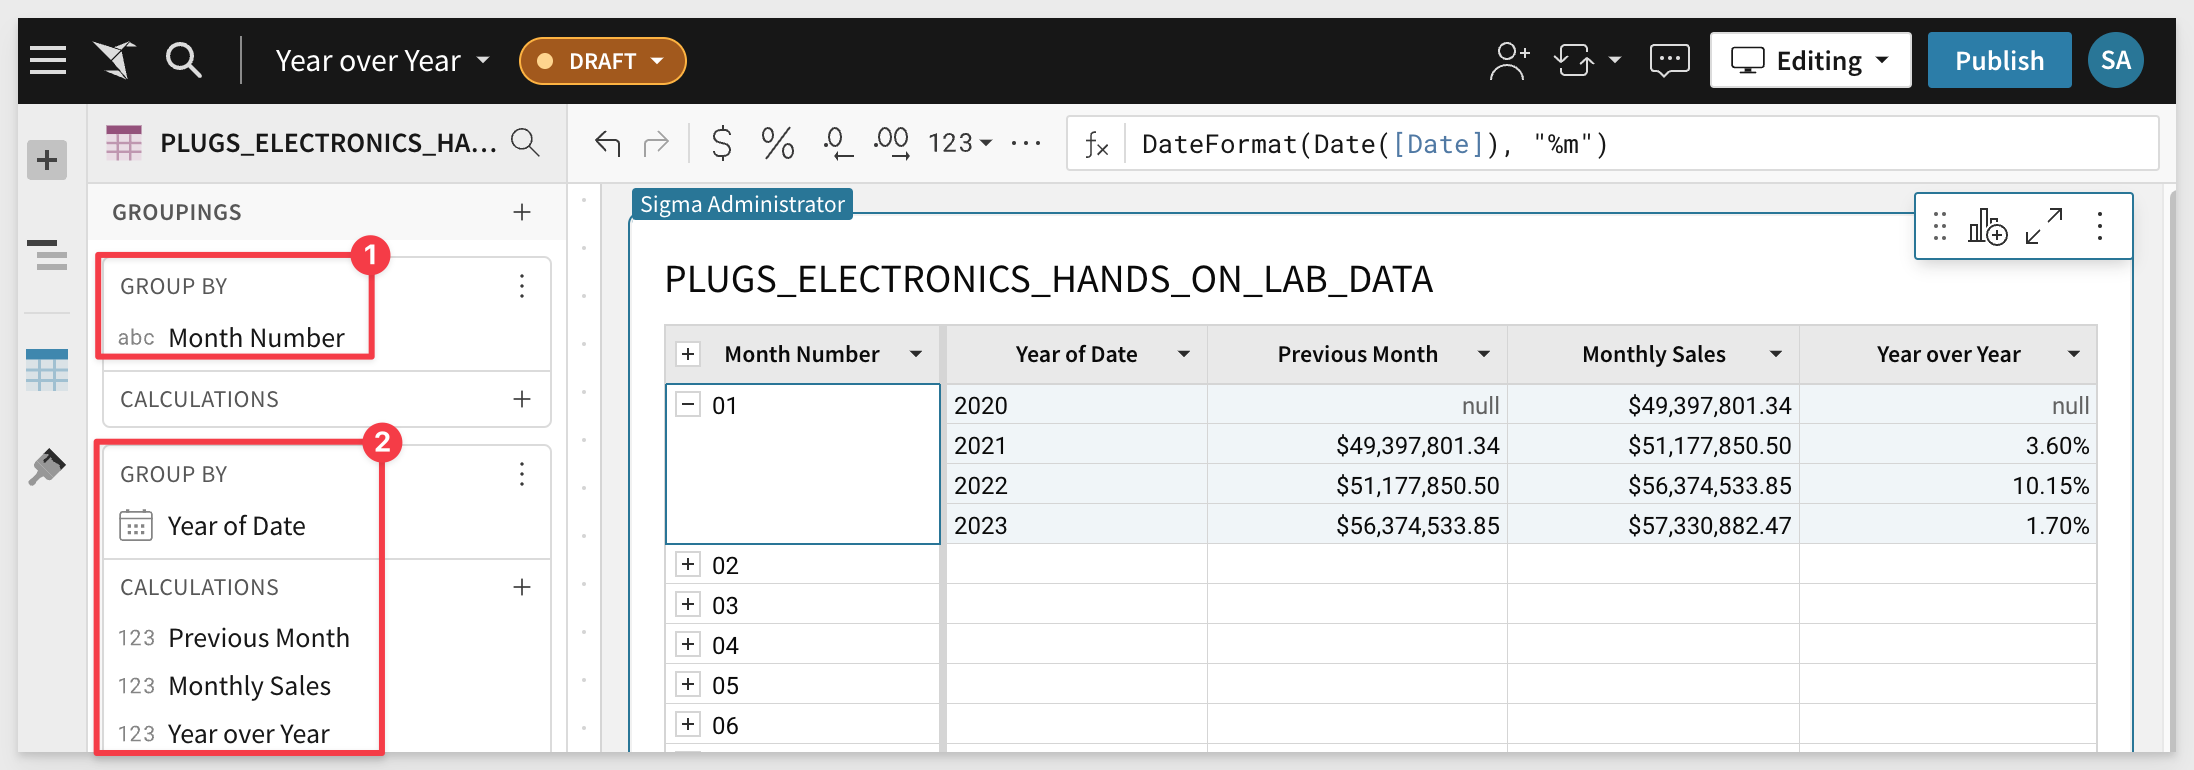 Year over Year
DRAFT
Editing
Publish
SA
PLUGS_ELECTRONICS_HA...
$ % .0 .00 123 ...
fx DateFormat(Date([Date]), "%m")
GROUPINGS
1
GROUP BY
abc Month Number
CALCULATIONS
2
GROUP BY
Year of Date
CALCULATIONS
123 Previous Month
123 Monthly Sales
123 Year over Year
Sigma Administrator
PLUGS_ELECTRONICS_HANDS_ON_LAB_DATA
Month Number Year of Date Previous Month Monthly Sales Year over Year
01 2020 null $49,397,801.34 null
2021 $49,397,801.34 $51,177,850.50 3.60%
2022 $51,177,850.50 $56,374,533.85 10.15%
2023 $56,374,533.85 $57,330,882.47 1.70%
02
03
04
05
06